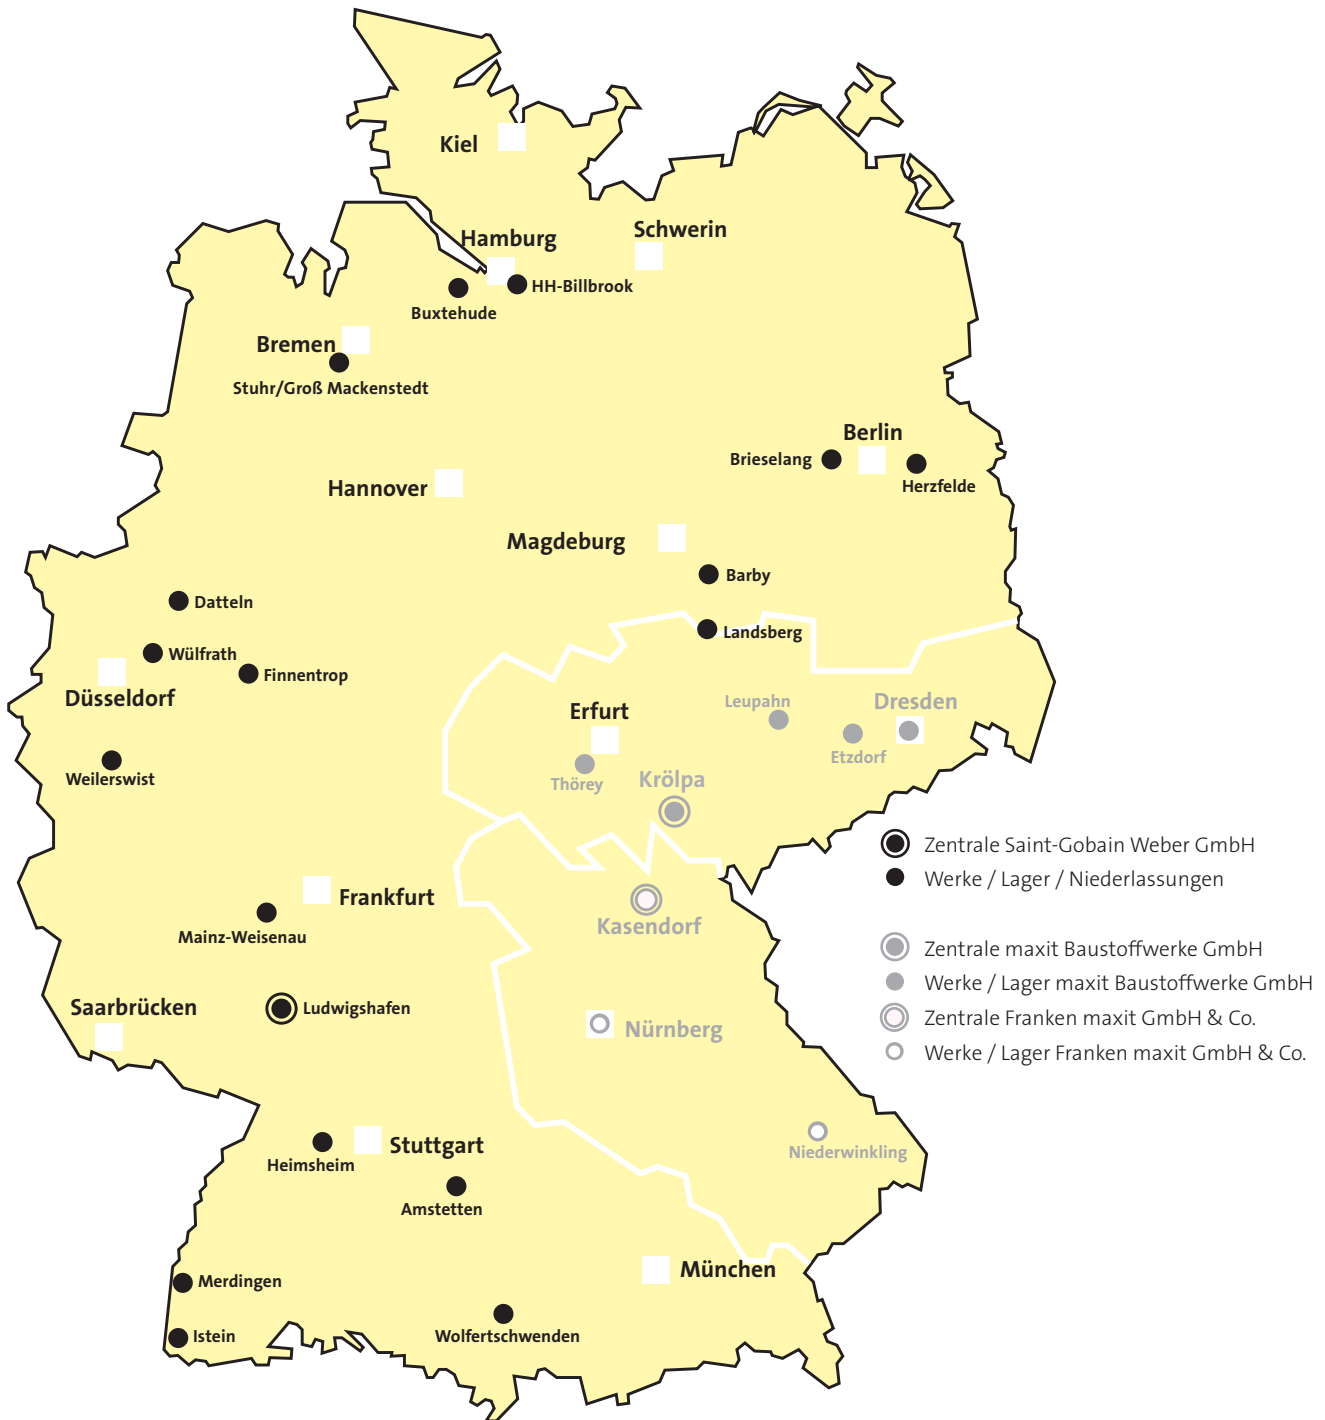 Kiel
Schwerin
Hamburg
HH-Billbrook
Buxtehude
Bremen
Stuhr/Groß Mackenstedt
Berlin
Brieselang
Herzfelde
Hannover
Magdeburg
Barby
Datteln
Landsberg
Wülfrath
Finnentrop
Düsseldorf
Leupahn
Dresden
Erfurt
Etzdorf
Weilerswist
Thörey
Krölpa
Zentrale Saint-Gobain Weber GmbH
Werke / Lager / Niederlassungen
Frankfurt
Kasendorf
Mainz-Weisenau
Zentrale maxit Baustoffwerke GmbH
Werke / Lager maxit Baustoffwerke GmbH
Saarbrücken
Ludwigshafen
Zentrale Franken maxit GmbH & Co.
Nürnberg
Werke / Lager Franken maxit GmbH & Co.
Stuttgart
Niederwinkling
Heimsheim
Amstetten
München
Merdingen
Istein
Wolfertschwenden